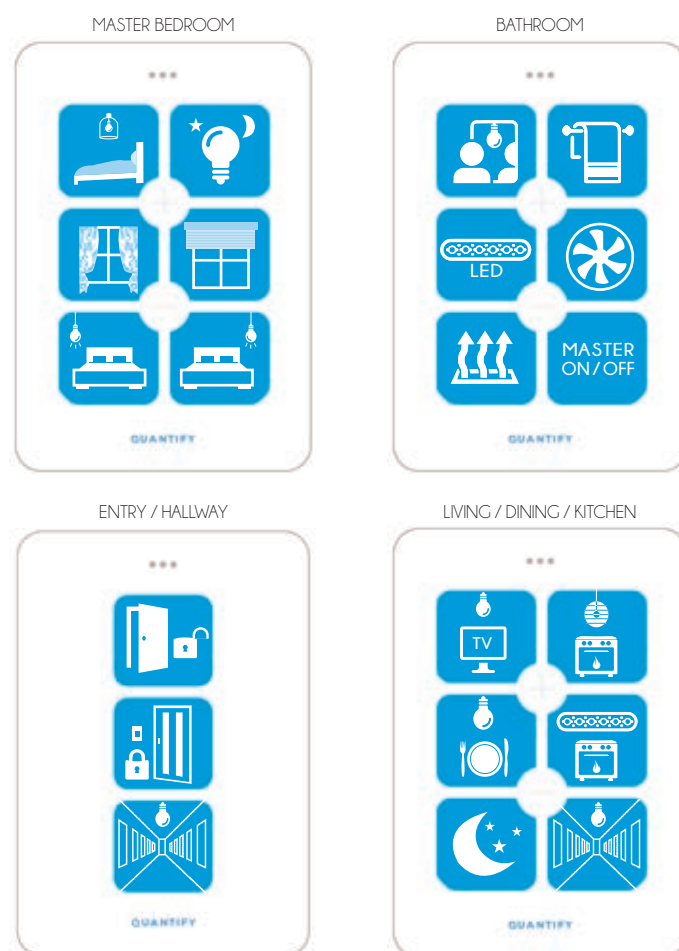 MASTER BEDROOM
BATHROOM
LED
MASTER
ON / OFF
QUANTIFY
QUANTIFY
ENTRY / HALLWAY
LIVING / DINING / KITCHEN
TV
QUANTIFY
QUANTIFY